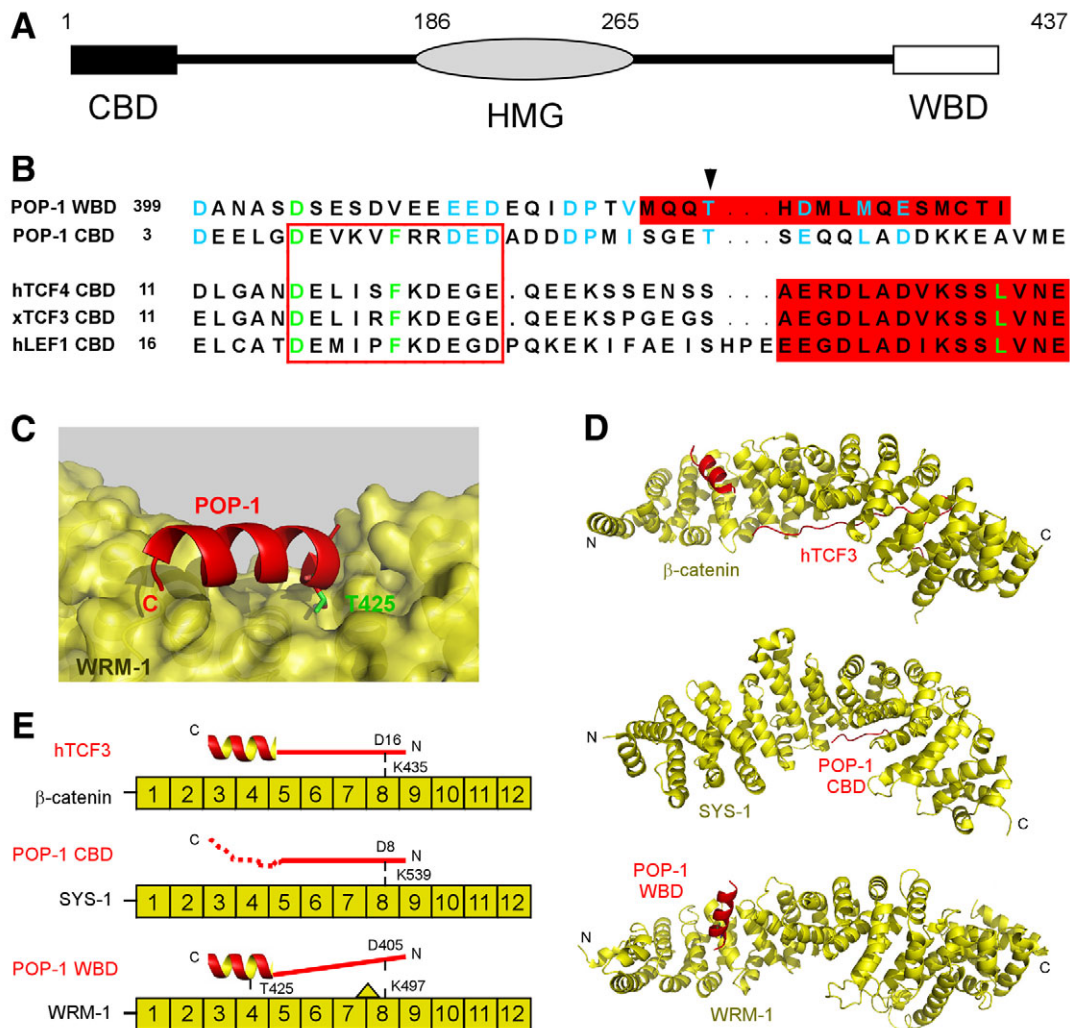 A
1 186 265 437
CBD HMG WBD
B
POP-1 WBD 399 DANASDSESDVEEEEDEQIDPTVMQQT...HDMLMQESMCTI
POP-1 CBD 3 DEELGDEVKVFRRDEDADDDPMISGET...SEQQLADDKKEAVME
hTCF4 CBD 11 DLGANDELISFKDEGE.QEEKSSENSS...AERDLADVKSSLVNE
xTCF3 CBD 11 ELGANDELIRFKDEGE.QEEKSPGEGS...AEGDLADVKSSLVNE
hLEF1 CBD 16 ELCATDEMIPFKDEGDPQKEKIFAEISHPEEEGDLADIKSSLVNE
C
POP-1
C
T425
WRM-1
D
N
C
hTCF3
β-catenin
N
POP-1
CBD
SYS-1
C
POP-1
WBD
N
C
WRM-1
E
hTCF3
C
D16
N
K435
β-catenin
1 2 3 4 5 6 7 8 9 10 11 12
POP-1 CBD
C
D8
N
K539
SYS-1
1 2 3 4 5 6 7 8 9 10 11 12
POP-1 WBD
C
D405
N
T425
K497
WRM-1
1 2 3 4 5 6 7 8 9 10 11 12